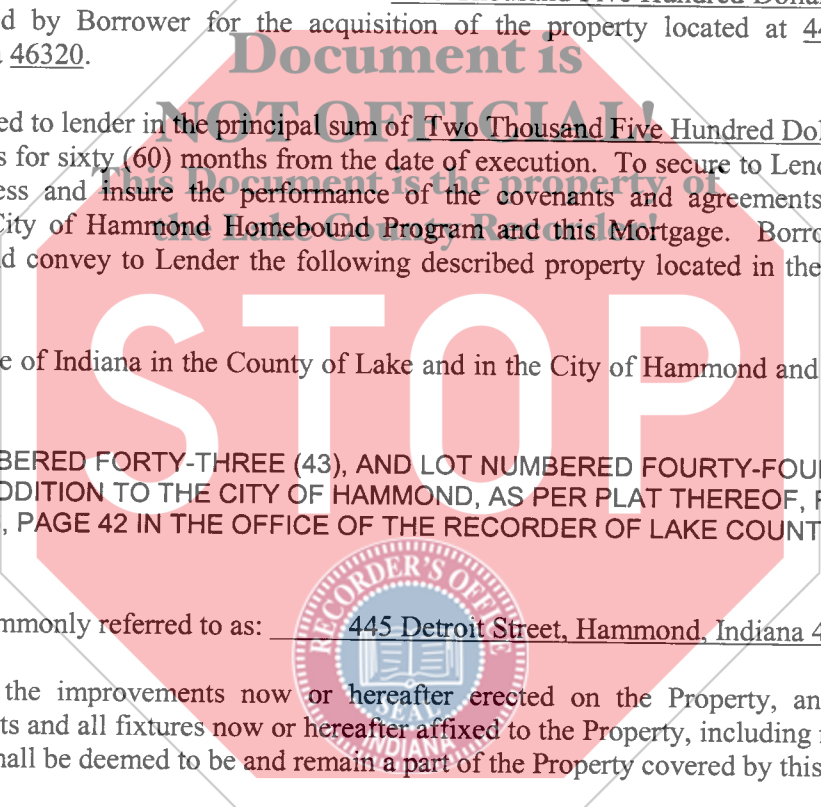 d by Borrower for the acquisition of the property located at 44
46320.
Document is
NOT OFFICIAL!
This Document is the property of
the Lake County Recorder!
ed to lender in the principal sum of Two Thousand Five Hundred Dol
s for sixty (60) months from the date of execution. To secure to Lend
ess and insure the performance of the covenants and agreements
City of Hammond Homebound Program and this Mortgage. Borro
d convey to Lender the following described property located in the
e of Indiana in the County of Lake and in the City of Hammond and
STOP
BERED FORTY-THREE (43), AND LOT NUMBERED FOURTY-FOU
DDITION TO THE CITY OF HAMMOND, AS PER PLAT THEREOF,
, PAGE 42 IN THE OFFICE OF THE RECORDER OF LAKE COUNT
RECORDER'S OFFICE
SEAL
INDIANA
mmonly referred to as: 445 Detroit Street, Hammond, Indiana 4
the improvements now or hereafter erected on the Property, an
ts and all fixtures now or hereafter affixed to the Property, including
hall be deemed to be and remain a part of the Property covered by this